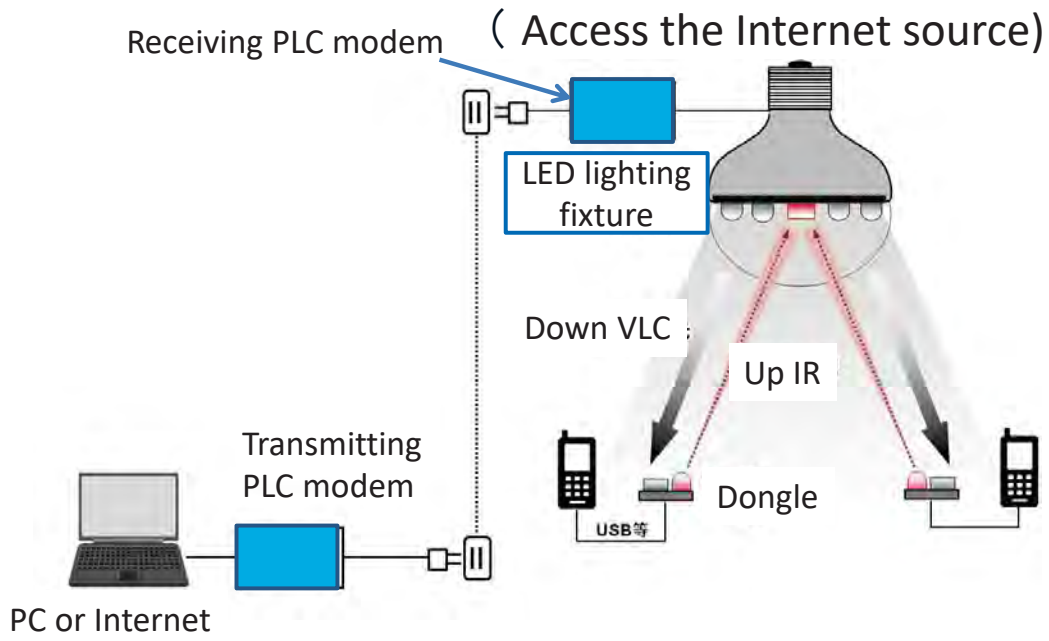 ( Access the Internet source)
Receiving PLC modem
LED lighting
fixture
Down VLC
Up IR
Transmitting
PLC modem
Dongle
USB等
PC or Internet